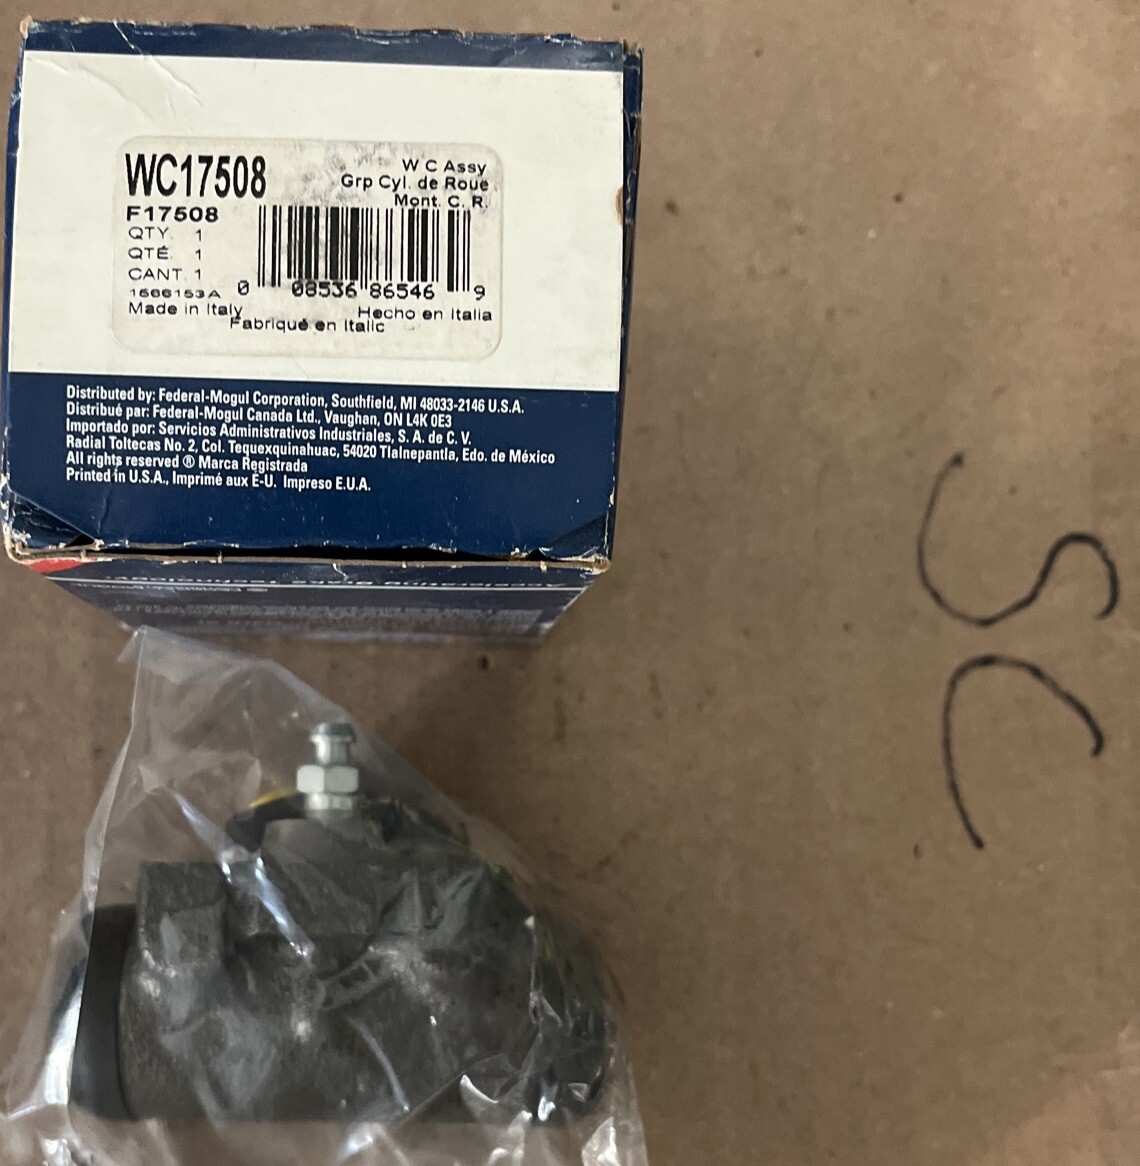 WC17508
W C Assy
Grp Cyl. de Roue
Mont. C. R.
F17508
QTY. 1
QTÉ. 1
CANT. 1
1566153A
0 08536 86546 9
Made in Italy
Hecho en Italia
Fabriqué en Italie
Distributed by: Federal-Mogul Corporation, Southfield, MI 48033-2146 U.S.A.
Distribué par: Federal-Mogul Canada Ltd., Vaughan, ON L4K 0E3
Importado por: Servicios Administrativos Industriales, S. A. de C. V.
Radial Toltecas No. 2, Col. Tequexquinahuac, 54020 Tlalnepantla, Edo. de México
All rights reserved ® Marca Registrada
Printed in U.S.A., Imprimé aux É-U. Impreso E.U.A.